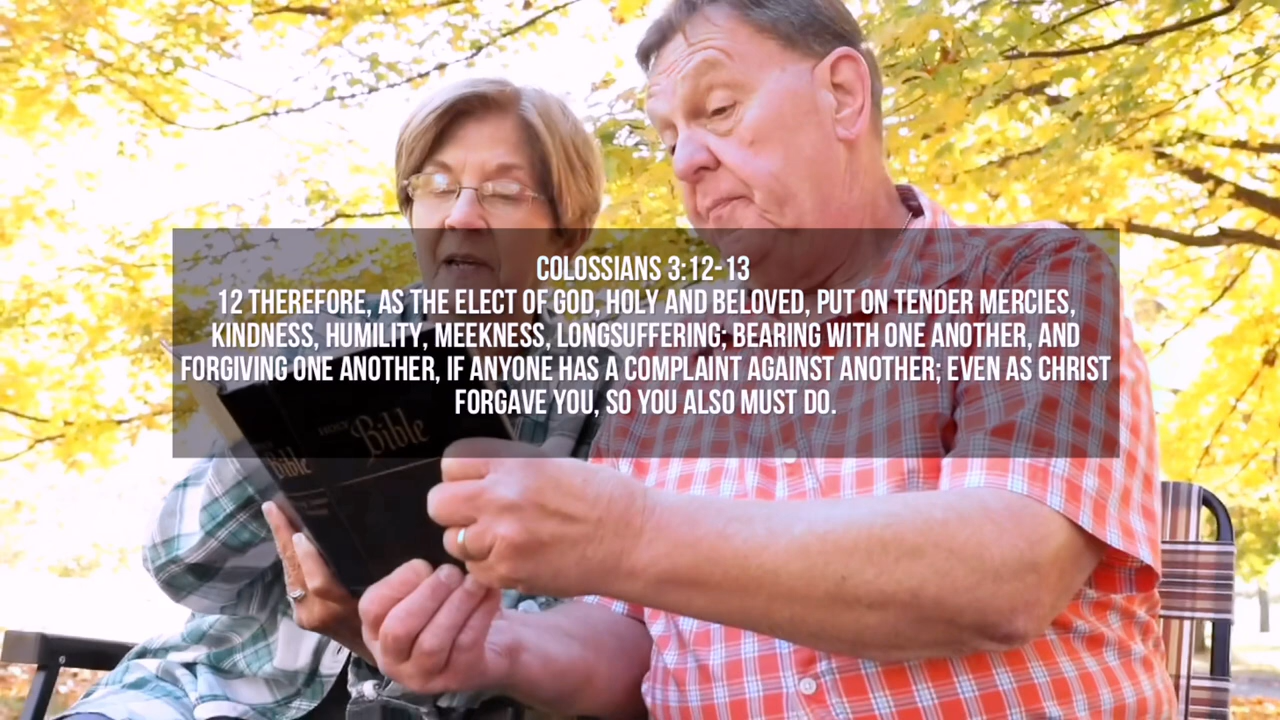 COLOSSIANS 3:12-13
12 THEREFORE, AS THE ELECT OF GOD, HOLY AND BELOVED, PUT ON TENDER MERCIES,
KINDNESS, HUMILITY, MEEKNESS, LONGSUFFERING; BEARING WITH ONE ANOTHER, AND
FORGIVING ONE ANOTHER, IF ANYONE HAS A COMPLAINT AGAINST ANOTHER; EVEN AS CHRIST
FORGAVE YOU, SO YOU ALSO MUST DO.
HOLY Bible
Bible